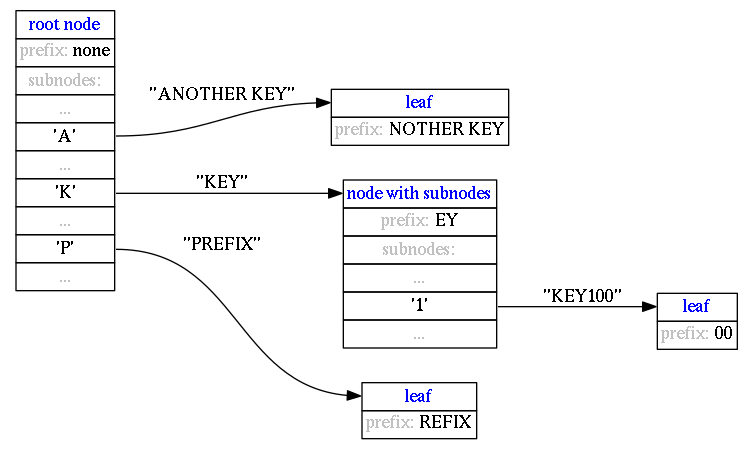 root node
prefix: none
subnodes:
...
'A'
...
'K'
...
'P'
...
"ANOTHER KEY"
leaf
prefix: NOTHER KEY
"KEY"
node with subnodes
prefix: EY
subnodes:
...
'1'
...
"KEY100"
leaf
prefix: 00
"PREFIX"
leaf
prefix: REFIX